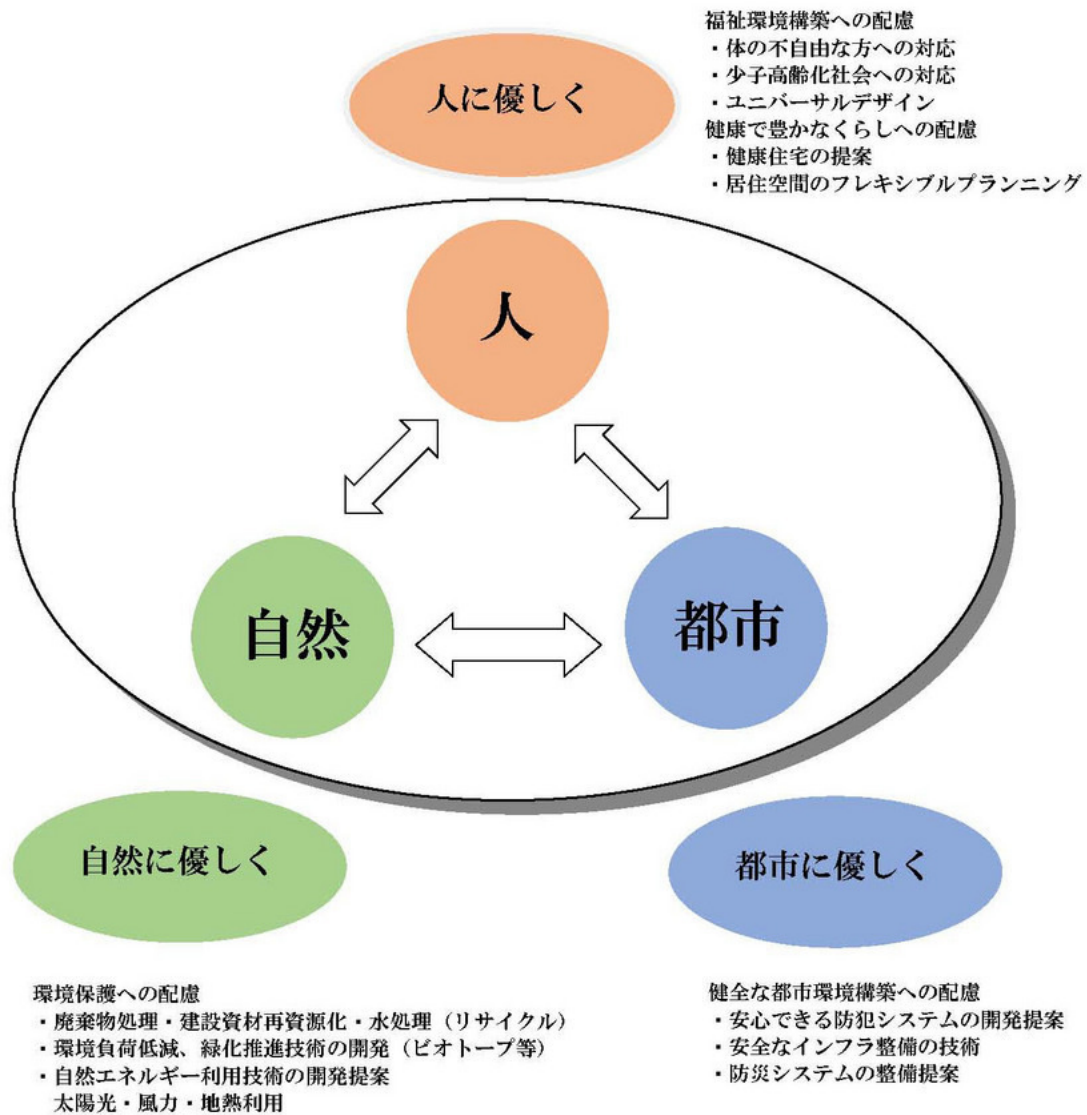 人に優しく
福祉環境構築への配慮
・体の不自由な方への対応
・少子高齢化社会への対応
・ユニバーサルデザイン
健康で豊かなくらしへの配慮
・健康住宅の提案
・居住空間のフレキシブルプランニング
人
自然
都市
自然に優しく
都市に優しく
環境保護への配慮
・廃棄物処理・建設資材再資源化・水処理（リサイクル）
・環境負荷低減、緑化推進技術の開発（ビオトープ等）
・自然エネルギー利用技術の開発提案
太陽光・風力・地熱利用
健全な都市環境構築への配慮
・安心できる防犯システムの開発提案
・安全なインフラ整備の技術
・防災システムの整備提案